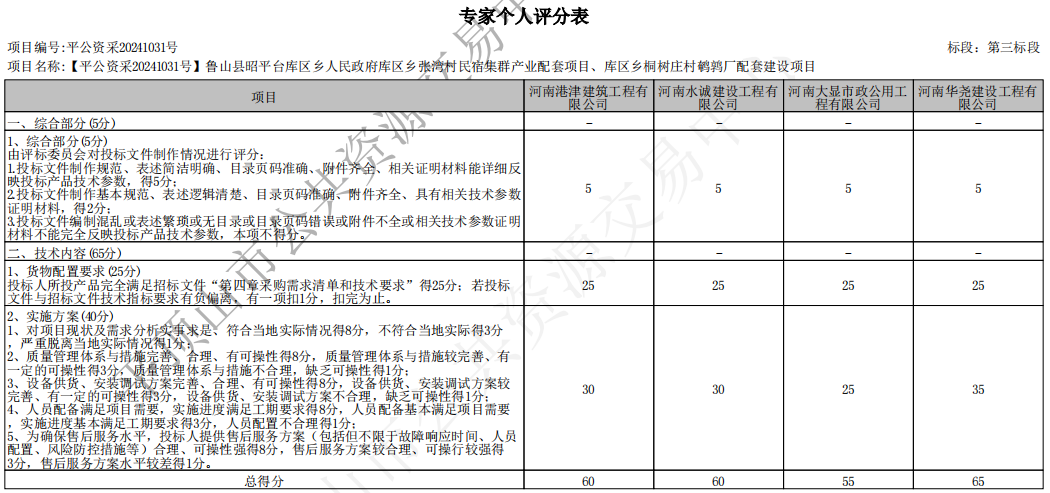 专家个人评分表
项目编号:平公资采20241031号
标段：第三标段
项目名称:【平公资采20241031号】鲁山县昭平台库区乡人民政府库区乡张湾村民宿集群产业配套项目、库区乡桐树庄村鹌鹑厂配套建设项目
项目
河南港津建筑工程有
限公司
河南水诚建设工程有
限公司
河南大显市政公用工
程有限公司
河南华尧建设工程有
限公司
一、综合部分(5分)
-
-
-
-
1、综合部分(5分)
由评标委员会对投标文件制作情况进行评分：
1.投标文件制作规范、表述简洁明确、目录页码准确、附件齐全、相关证明材料能详细反
映投标产品技术参数，得5分；
2.投标文件制作基本规范、表述逻辑清楚、目录页码准确、附件齐全、具有相关技术参数
证明材料，得2分；
3.投标文件编制混乱或表述繁琐或无目录或目录页码错误或附件不全或相关技术参数证明
材料不能完全反映投标产品技术参数，本项不得分。
5
5
5
5
二、技术内容(65分)
-
-
-
-
1、货物配置要求(25分)
投标人所投产品完全满足招标文件“第四章采购需求清单和技术要求”得25分；若投标
文件与招标文件技术指标要求有负偏离，有一项扣1分，扣完为止。
25
25
25
25
2、实施方案(40分)
1、对项目现状及需求分析实事求是、符合当地实际情况得8分，不符合当地实际得3分
，严重脱离当地实际情况得1分；
2、质量管理体系与措施完善、合理、有可操性得8分，质量管理体系与措施较完善、有
一定的可操性得3分，质量管理体系与措施不合理，缺乏可操性得1分；
3、设备供货、安装调试方案完善、合理、有可操性得8分，设备供货、安装调试方案较
完善、有一定的可操性得3分，设备供货、安装调试方案不合理，缺乏可操性得1分；
4、人员配备满足项目需要，实施进度满足工期要求得8分，人员配备基本满足项目需要
，实施进度基本满足工期要求得3分，人员配置不合理得1分；
5、为确保售后服务水平，投标人提供售后服务方案（包括但不限于故障响应时间、人员
配置、风险防控措施等）合理、可操性强得8分，售后服务方案较合理、可操行较强得
3分，售后服务方案水平较差得1分。
30
30
25
35
总得分
60
60
55
65